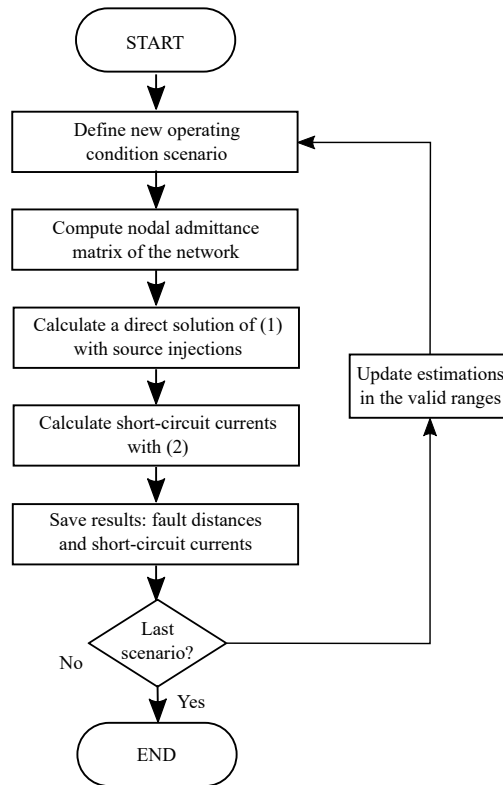 START
Define new operating
condition scenario
Compute nodal admittance
matrix of the network
Calculate a direct solution of (1)
with source injections
Update estimations
in the valid ranges
Calculate short-circuit currents
with (2)
Save results: fault distances
and short-circuit currents
Last
scenario?
No
Yes
END